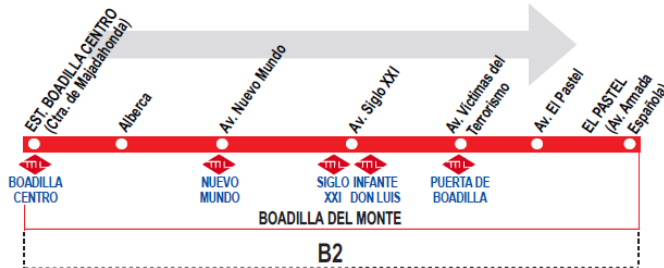 EST. BOADILLA CENTRO
(Ctra. de Majadahonda)
Alberca
Av. Nuevo Mundo
Av. Siglo XXI
Av. Víctimas del
Terrorismo
Av. El Pastel
EL PASTEL
(Av. Armada
Española)
ML
ML
ML
ML
ML
BOADILLA
CENTRO
NUEVO
MUNDO
SIGLO
XXI
INFANTE
DON LUIS
PUERTA DE
BOADILLA
BOADILLA DEL MONTE
B2